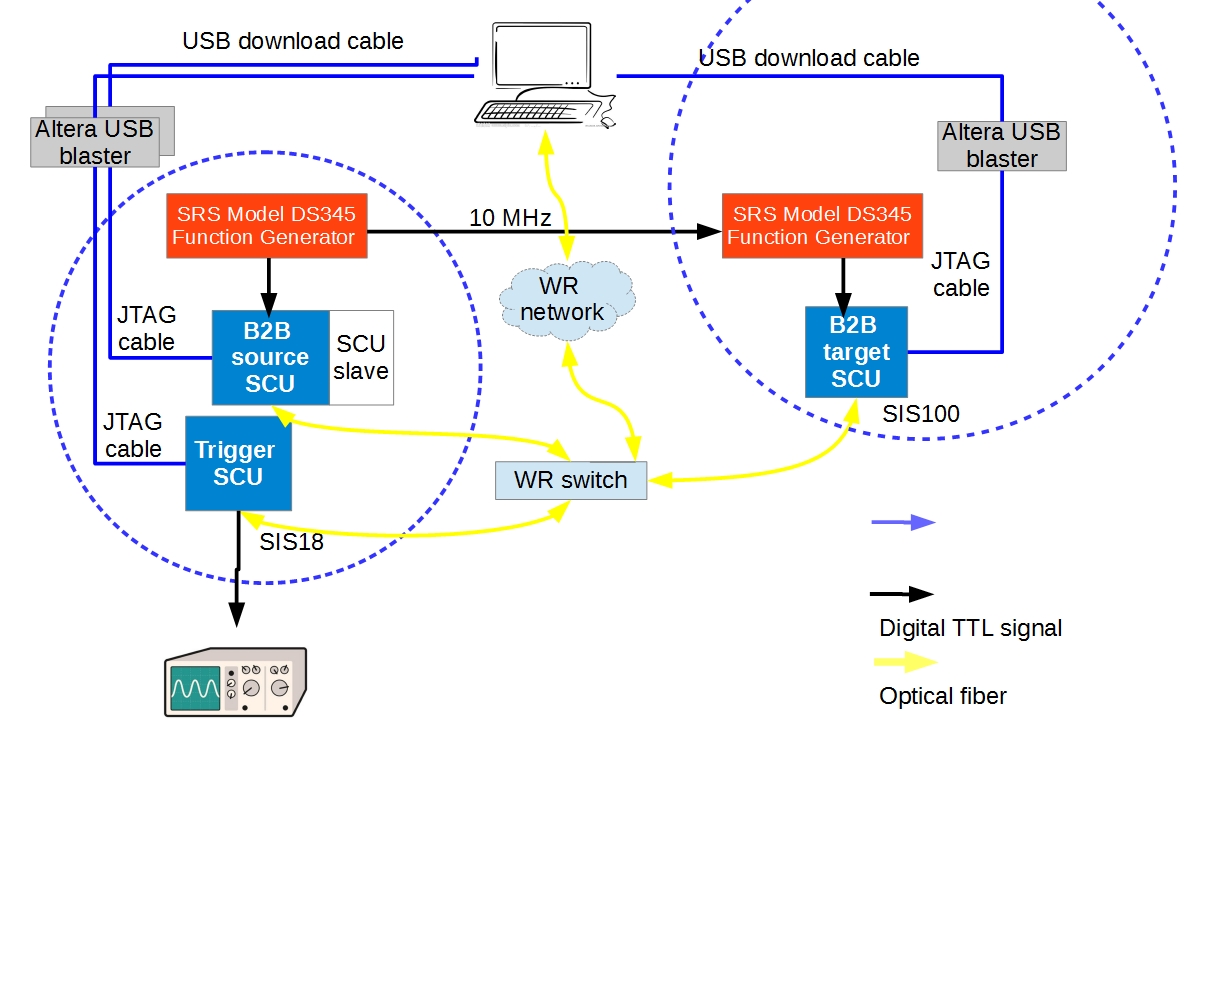 USB download cable
USB download cable
Altera USB
blaster
Altera USB
blaster
SRS Model DS345
Function Generator
10 MHz
SRS Model DS345
Function Generator
JTAG
cable
WR
network
JTAG
cable
B2B
source
SCU
SCU
slave
B2B
target
SCU
SIS100
JTAG
cable
Trigger
SCU
WR switch
SIS18
Digital TTL signal
Optical fiber